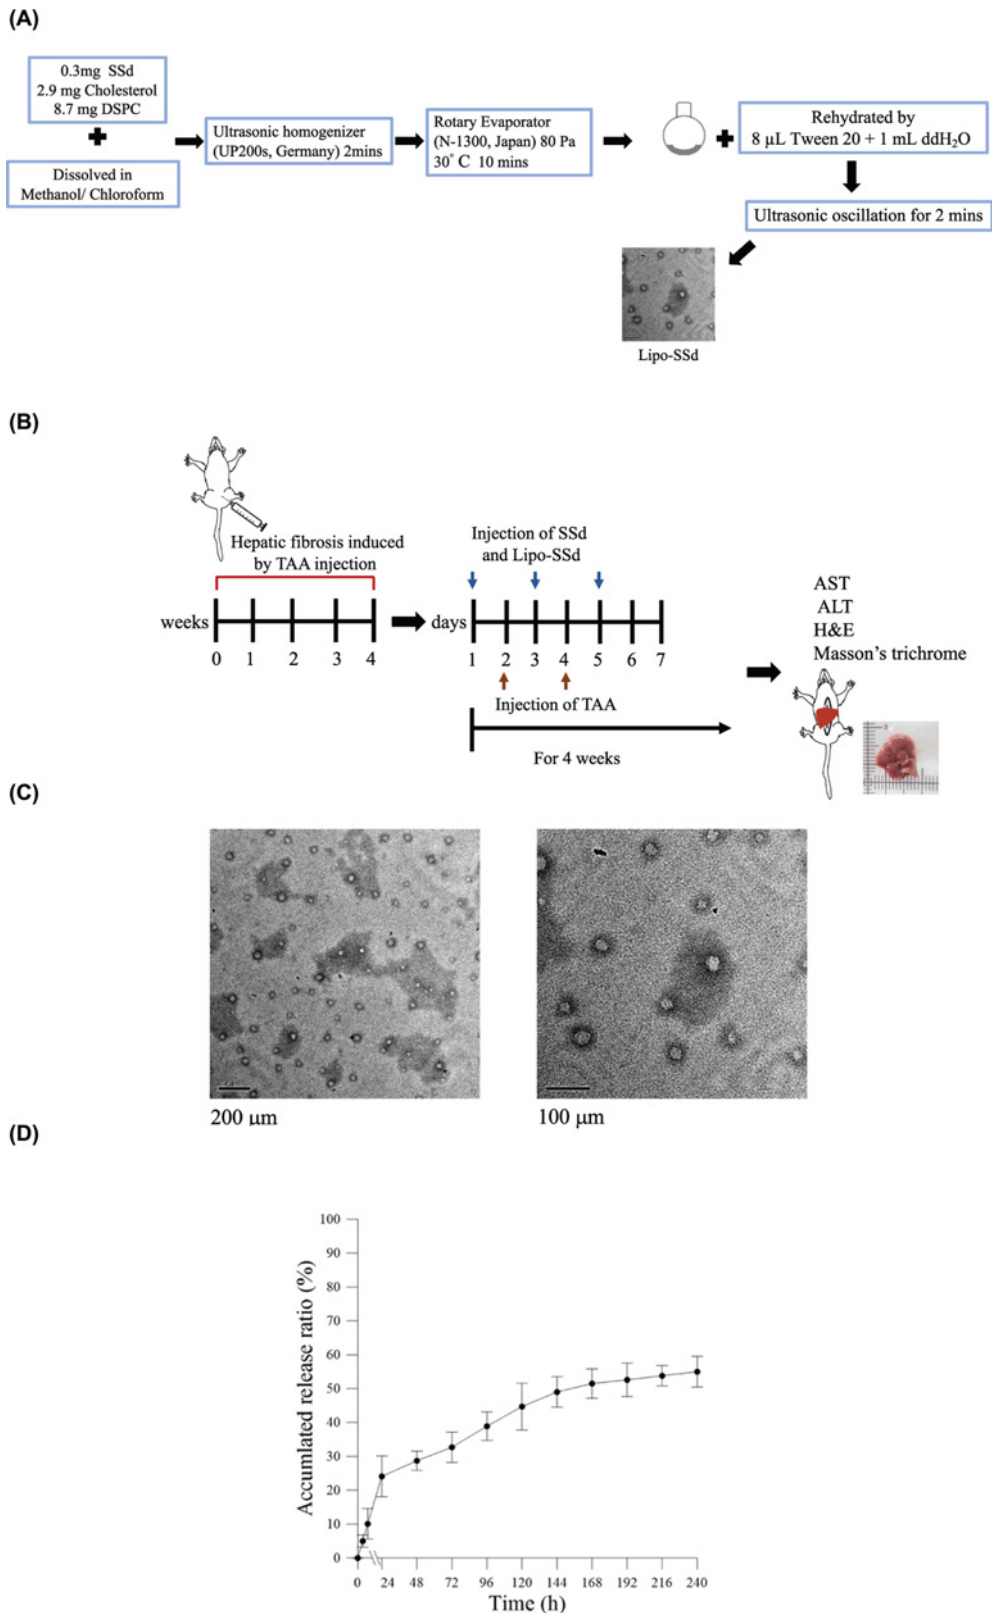 (A)
0.3mg SSd
2.9 mg Cholesterol
8.7 mg DSPC
Dissolved in
Methanol/ Chloroform
Ultrasonic homogenizer
(UP200s, Germany) 2mins
Rotary Evaporator
(N-1300, Japan) 80 Pa
30° C 10 mins
Rehydrated by
8 µL Tween 20 + 1 mL ddH₂O
Ultrasonic oscillation for 2 mins
Lipo-SSd
(B)
Hepatic fibrosis induced
by TAA injection
weeks
0 1 2 3 4
Injection of SSd
and Lipo-SSd
days
1 2 3 4 5 6 7
Injection of TAA
For 4 weeks
AST
ALT
H&E
Masson's trichrome
(C)
200 µm
100 µm
(D)
Accumlated release ratio (%)
100
90
80
70
60
50
40
30
20
10
0
0 24 48 72 96 120 144 168 192 216 240
Time (h)